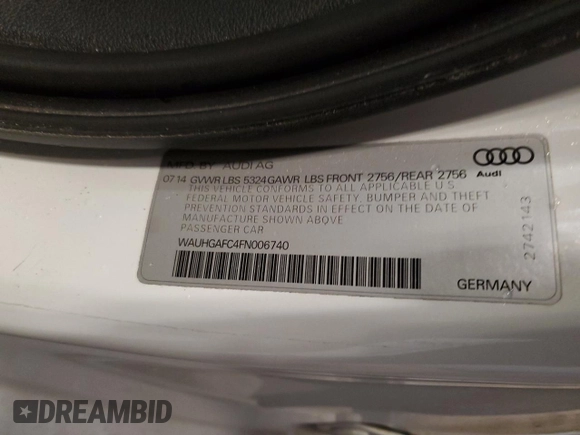 MFD BY AUDI AG
07 14 GVWR LBS 5324 GAWR LBS FRONT 2756/REAR 2756
THIS VEHICLE CONFORMS TO ALL APPLICABLE U S
FEDERAL MOTOR VEHICLE SAFETY, BUMPER AND THEFT
PREVENTION STANDARDS IN EFFECT ON THE DATE OF
MANUFACTURE SHOWN ABOVE
PASSENGER CAR
WAUHGAFC4FN006740
Audi
2742143
GERMANY
DREAMBID